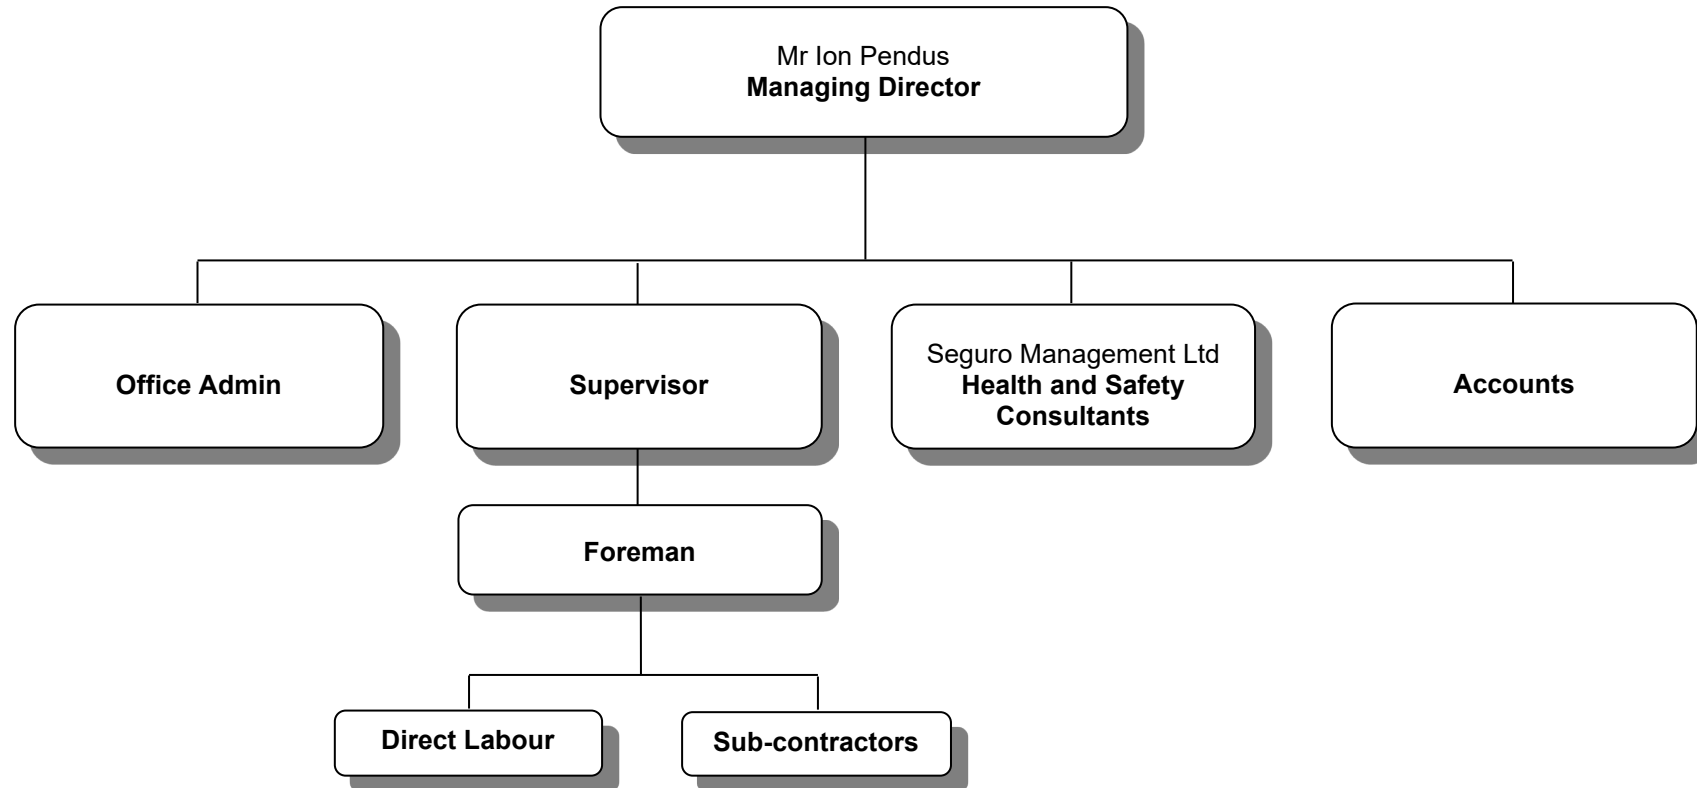 Mr Ion Pendus
Managing Director
Office Admin
Supervisor
Seguro Management Ltd
Health and Safety
Consultants
Accounts
Foreman
Direct Labour
Sub-contractors